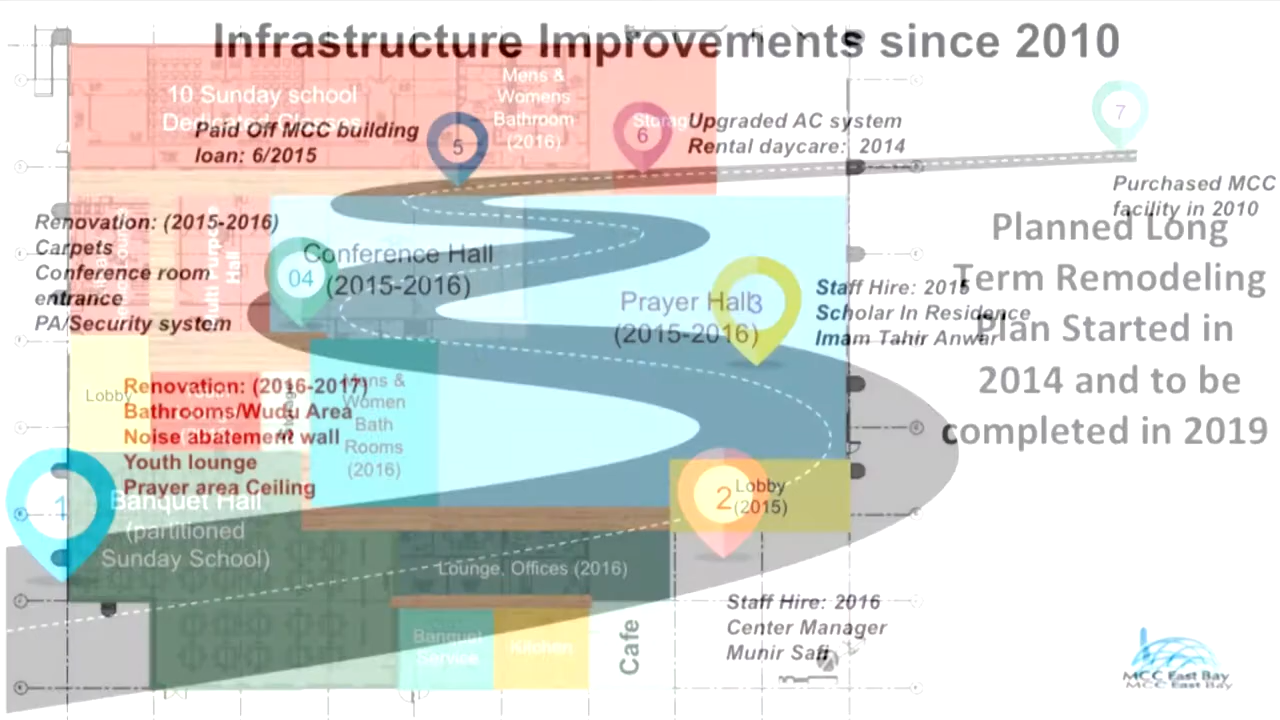 Infrastructure Improvements since 2010
10 Sunday school
Dedicated Classes
Mens &
Womens
Bathroom
(2016)
Storage
Paid Off MCC building
loan: 6/2015
5
6
Upgraded AC system
Rental daycare: 2014
7
Purchased MCC
facility in 2010
Renovation: (2015-2016)
Carpets
Conference room
entrance
PA/Security system
Multi Purpose
Hall
04
Conference Hall
(2015-2016)
Prayer Hall
(2015-2016)
3
Staff Hire: 2015
Scholar In Residence
Imam Tahir Anwar
Planned Long
Term Remodeling
Plan Started in
2014 and to be
completed in 2019
Lobby
Renovation: (2016-2017)
Bathrooms/Wudu Area
Noise abatement wall
Youth lounge
Prayer area Ceiling
Storage
Mens &
Women
Bath
Rooms
(2016)
1
Banquet Hall
(partitioned
Sunday School)
2
Lobby
(2015)
Lounge, Offices (2016)
Banquet
Service
Kitchen
Cafe
Staff Hire: 2016
Center Manager
Munir Safi
MCC East Bay
MCC East Bay